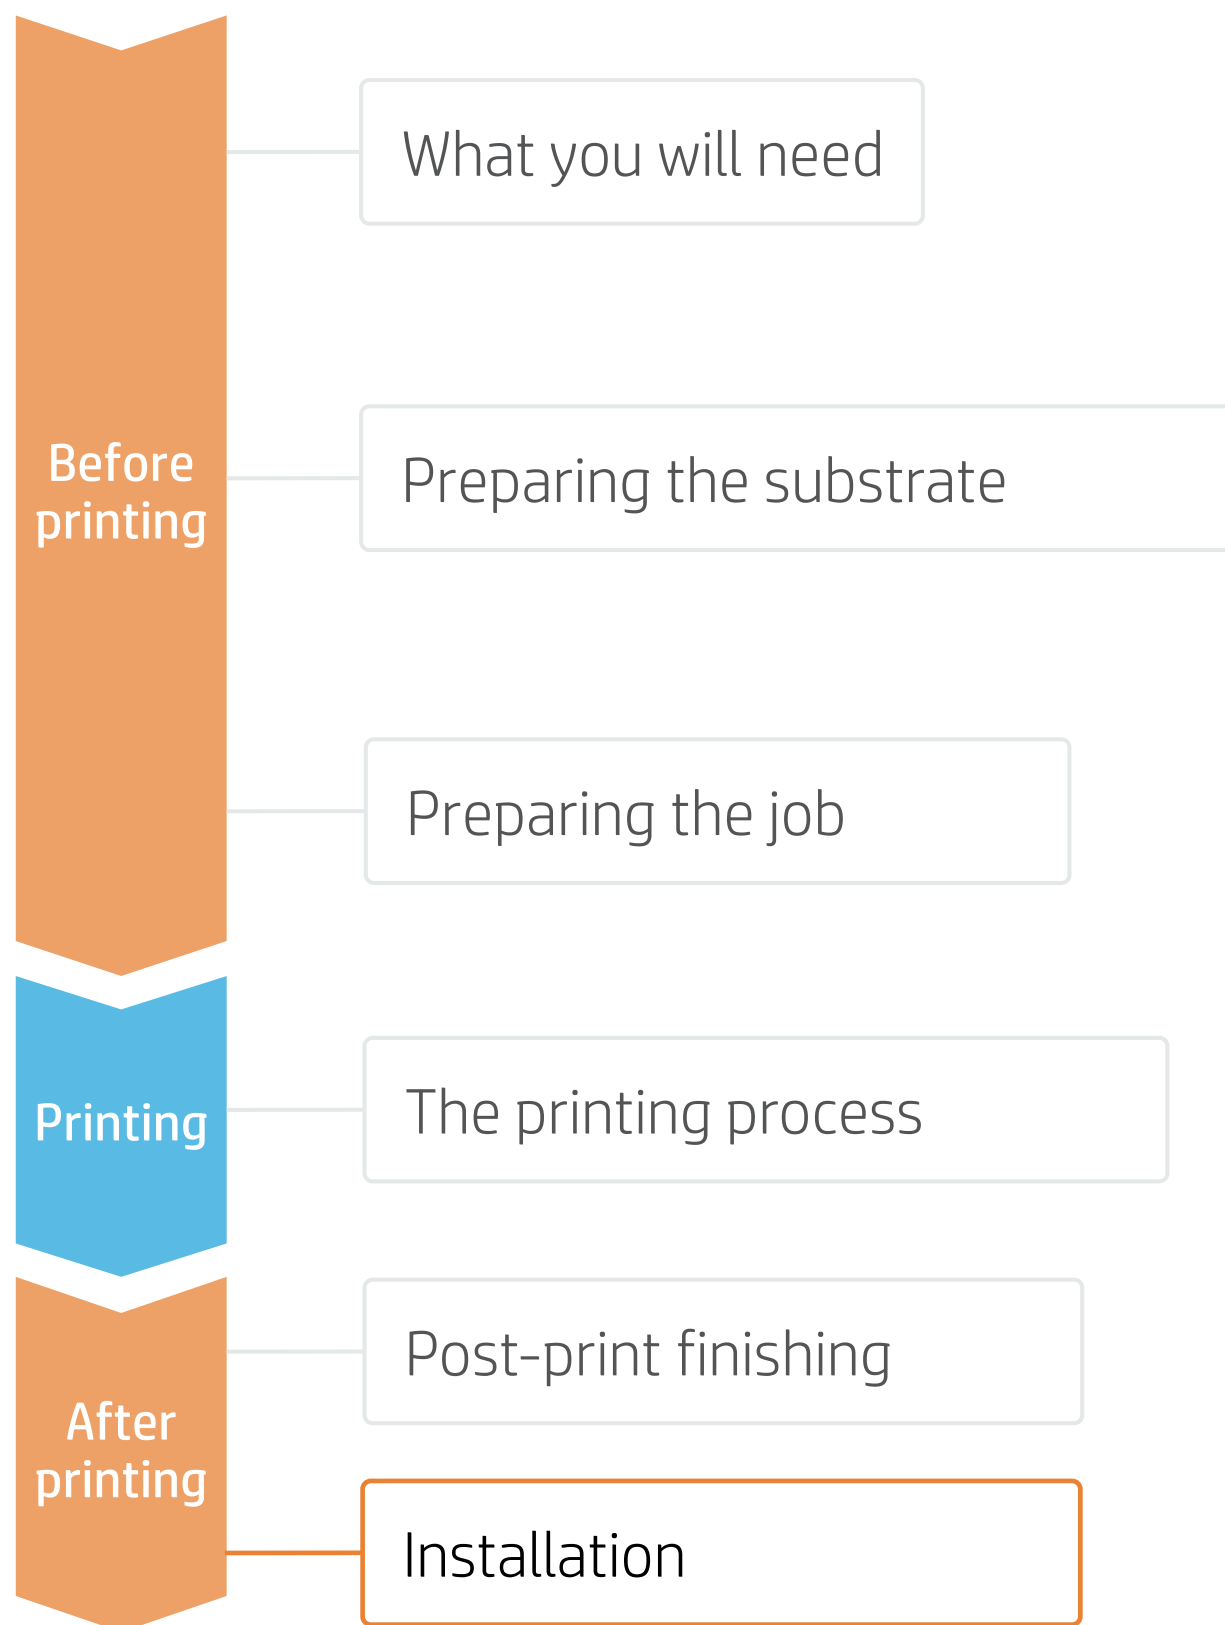 What you will need
Before
printing
Preparing the substrate
Preparing the job
Printing
The printing process
After
printing
Post-print finishing
Installation